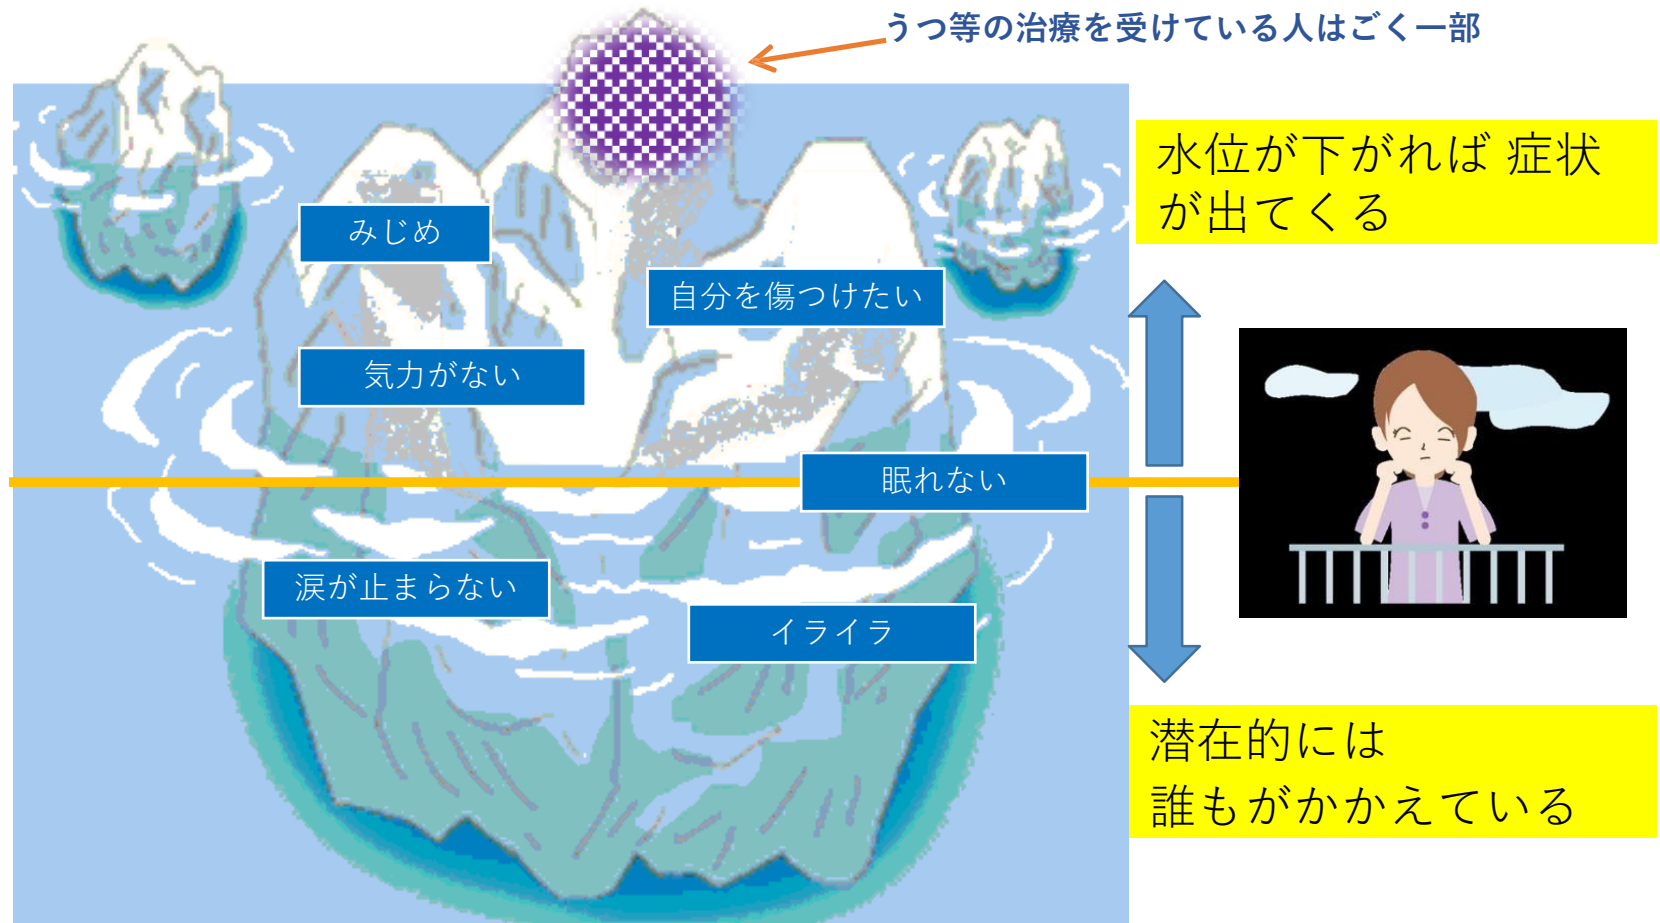 うつ等の治療を受けている人はごく一部
水位が下がれば 症状
が出てくる
みじめ
自分を傷つけたい
気力がない
眠れない
涙が止まらない
イライラ
潜在的には
誰もがかかえている